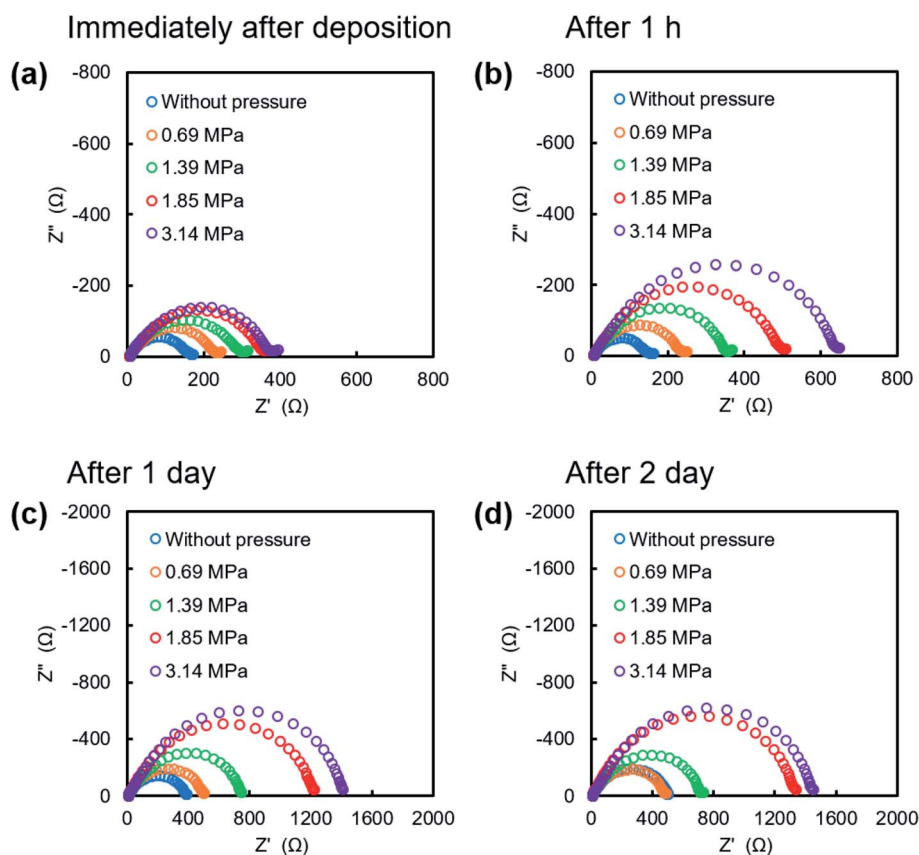 Immediately after deposition
After 1 h
(a)
-800
-600
-400
-200
0
Z" (Ω)
Without pressure
0.69 MPa
1.39 MPa
1.85 MPa
3.14 MPa
0 200 400 600 800
Z' (Ω)
(b)
-800
-600
-400
-200
0
Z" (Ω)
Without pressure
0.69 MPa
1.39 MPa
1.85 MPa
3.14 MPa
0 200 400 600 800
Z' (Ω)
After 1 day
After 2 day
(c)
-2000
-1600
-1200
-800
-400
0
Z" (Ω)
Without pressure
0.69 MPa
1.39 MPa
1.85 MPa
3.14 MPa
0 400 800 1200 1600 2000
Z' (Ω)
(d)
-2000
-1600
-1200
-800
-400
0
Z" (Ω)
Without pressure
0.69 MPa
1.39 MPa
1.85 MPa
3.14 MPa
0 400 800 1200 1600 2000
Z' (Ω)